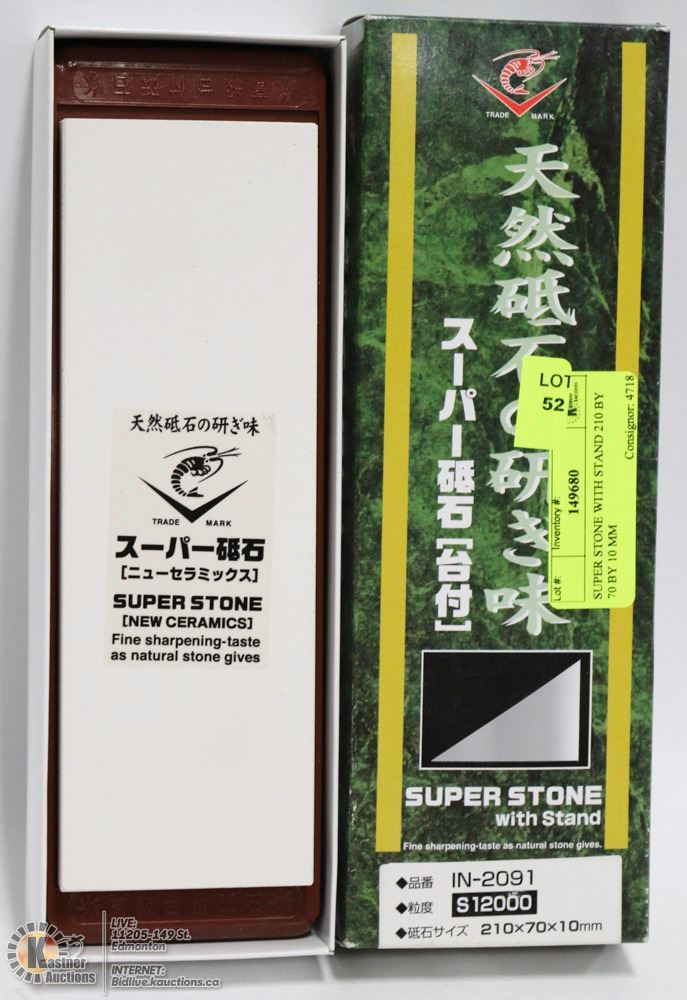 天然砥石の研ぎ味
TRADE MARK
スーパー砥石
[ニューセラミックス]
SUPER STONE
[NEW CERAMICS]
Fine sharpening-taste
as natural stone gives
TRADE MARK
天然砥石の研ぎ味
スーパー砥石[台付]
LOT
52
Kastner
Auctions
Lot #:
Inventory #:
149680
SUPER STONE WITH STAND 210 BY
70 BY 10 MM
Consignor: 4718
SUPER STONE
with Stand
Fine sharpening-taste as natural stone gives.
◆品番 IN-2091
◆粒度 S12000
◆砥石サイズ 210×70×10mm
Kastner
Auctions
LIVE:
11205-149 St.
Edmonton
INTERNET:
Bidlive.kauctions.ca